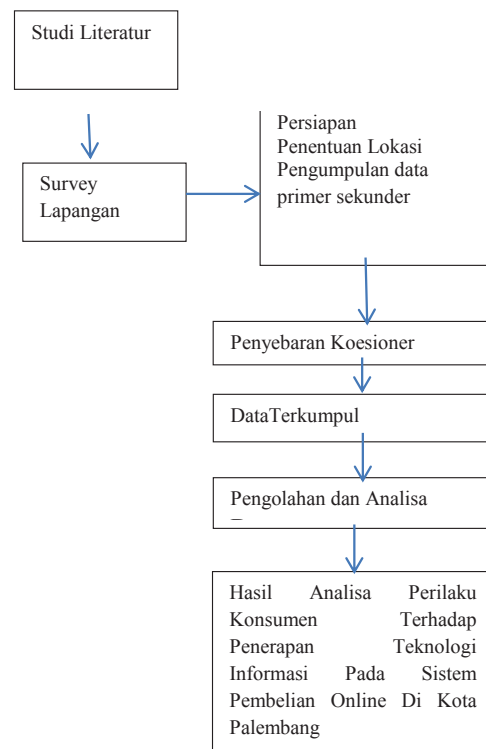 Studi Literatur
Survey
Lapangan
Persiapan
Penentuan Lokasi
Pengumpulan data
primer sekunder
Penyebaran Koesioner
DataTerkumpul
Pengolahan dan Analisa
Hasil Analisa Perilaku
Konsumen Terhadap
Penerapan Teknologi
Informasi Pada Sistem
Pembelian Online Di Kota
Palembang